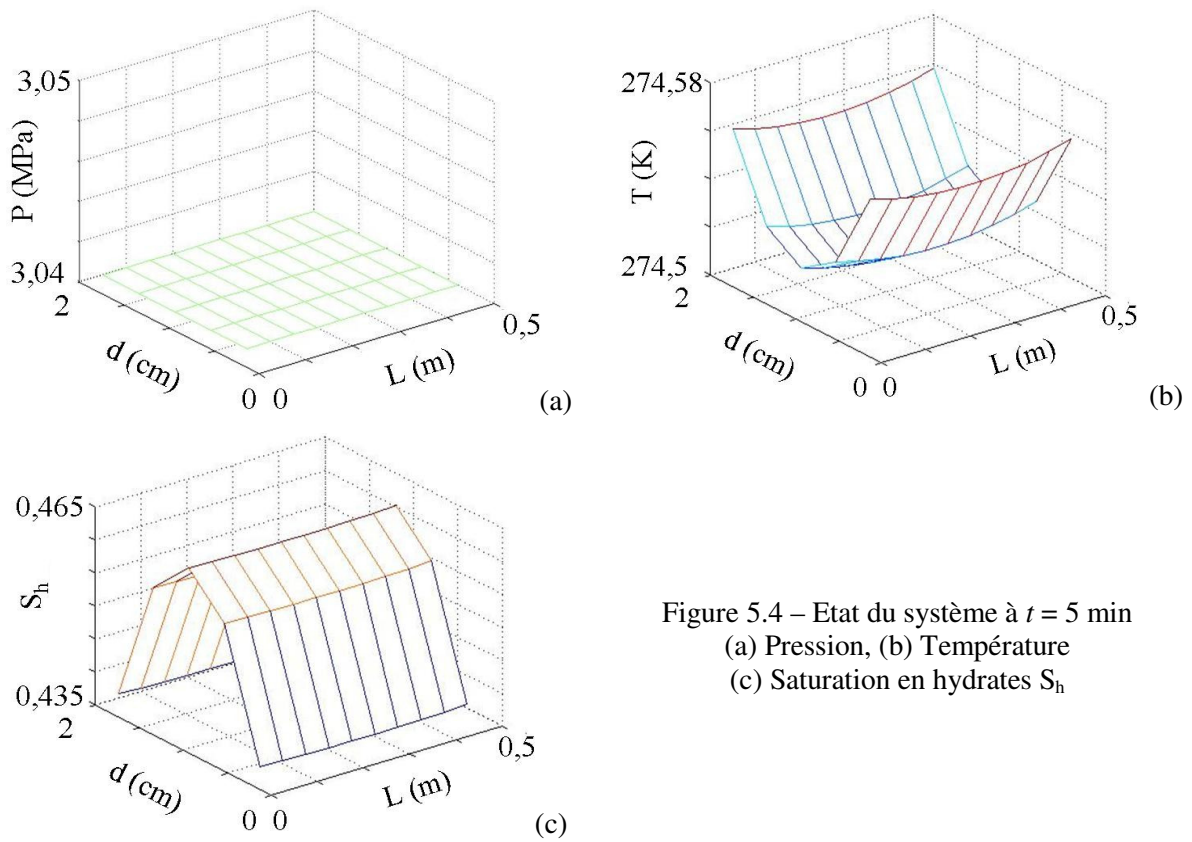 3,05
P (MPa)
3,04
2
d (cm)
0 0
L (m)
0,5
(a)
274,58
T (K)
274,5
2
d (cm)
0 0
L (m)
0,5
(b)
0,465
Sh
0,435
2
d (cm)
0 0
L (m)
0,5
(c)
Figure 5.4 – Etat du système à t = 5 min
(a) Pression, (b) Température
(c) Saturation en hydrates Sh